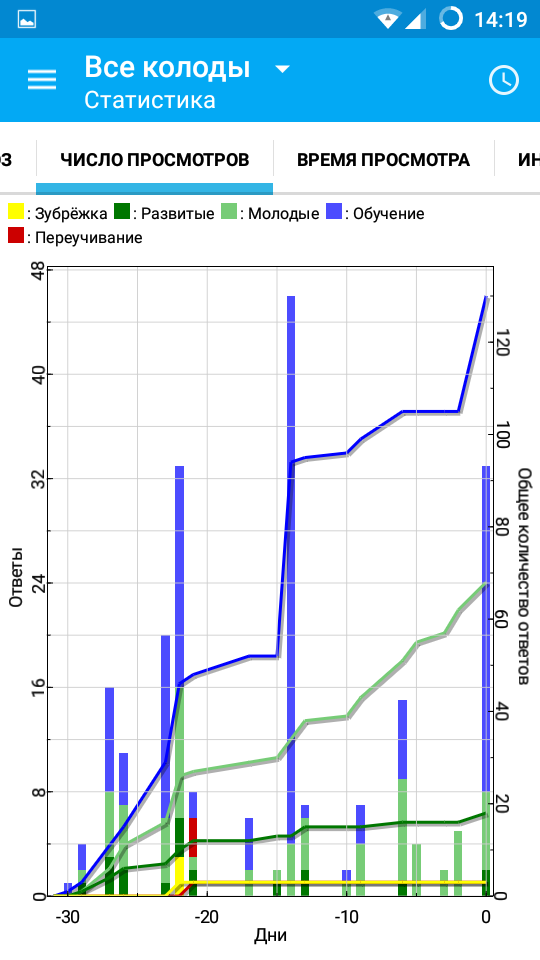 14:19
Все колоды
Статистика
ОЗ ЧИСЛО ПРОСМОТРОВ ВРЕМЯ ПРОСМОТРА ИН
: Зубрёжка : Развитые : Молодые : Обучение
: Переучивание
48
40
32
24
16
8
0
Ответы
120
100
80
60
40
20
0
Общее количество ответов
-30 -20 -10 0
Дни